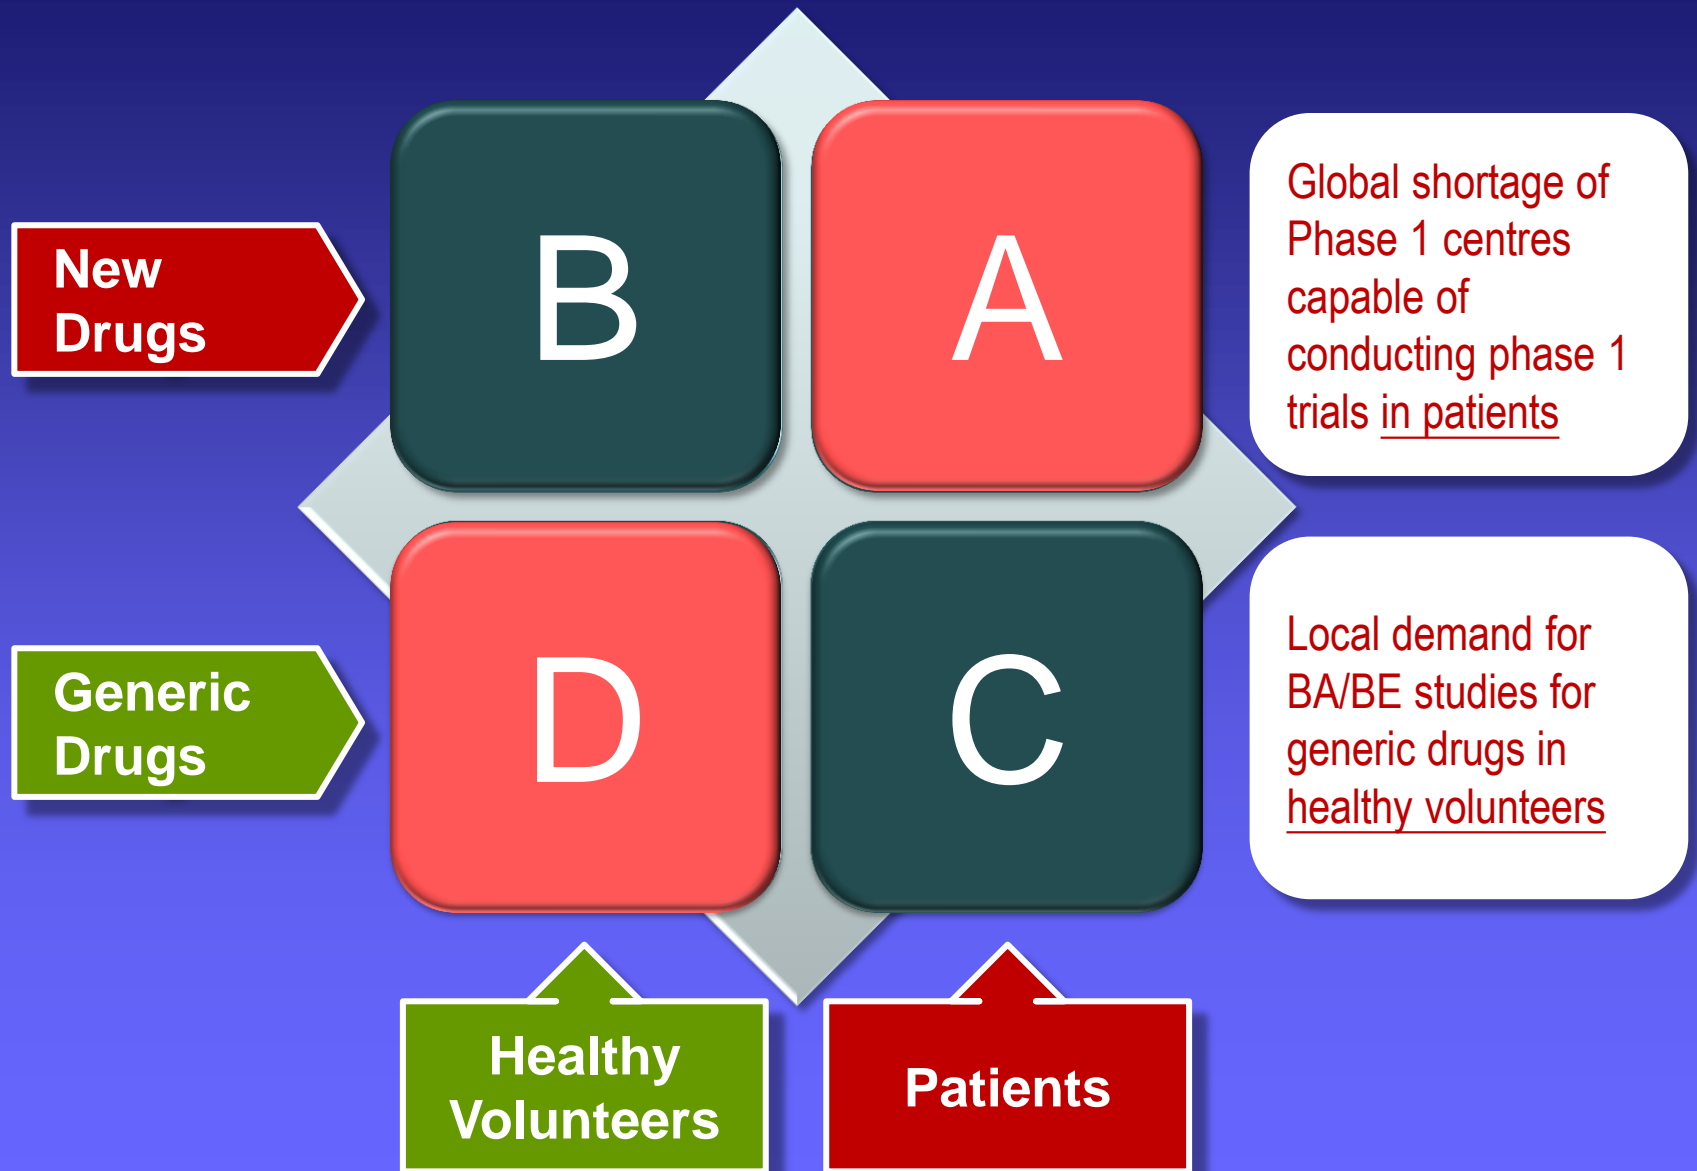 New
Drugs
B
A
Global shortage of
Phase 1 centres
capable of
conducting phase 1
trials in patients
Generic
Drugs
D
C
Local demand for
BA/BE studies for
generic drugs in
healthy volunteers
Healthy
Volunteers
Patients